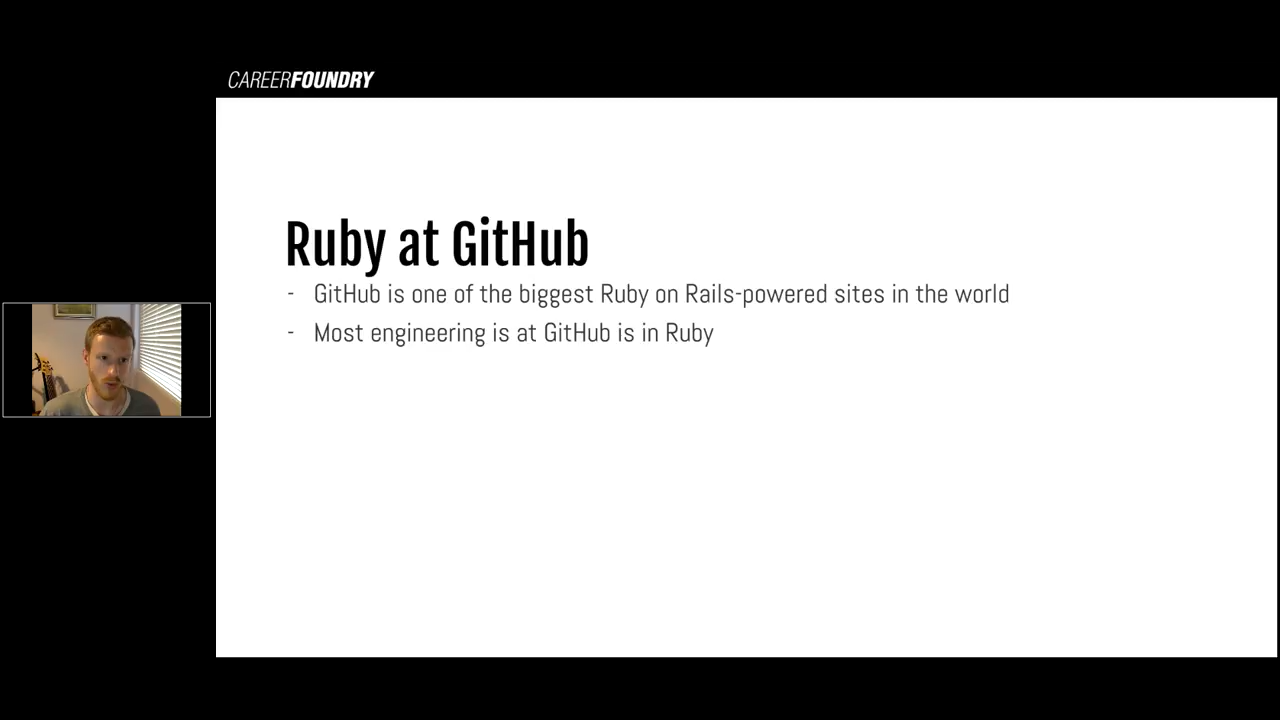 CAREERFOUNDRY
Ruby at GitHub
- GitHub is one of the biggest Ruby on Rails-powered sites in the world
- Most engineering is at GitHub is in Ruby